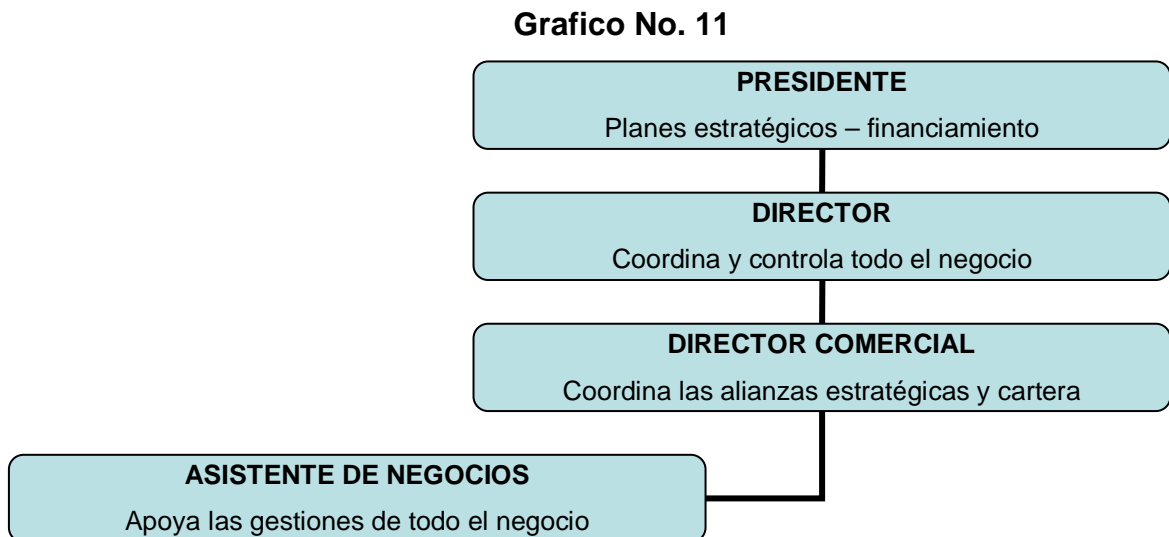 Grafico No. 11
PRESIDENTE
Planes estratégicos – financiamiento
DIRECTOR
Coordina y controla todo el negocio
DIRECTOR COMERCIAL
Coordina las alianzas estratégicas y cartera
ASISTENTE DE NEGOCIOS
Apoya las gestiones de todo el negocio